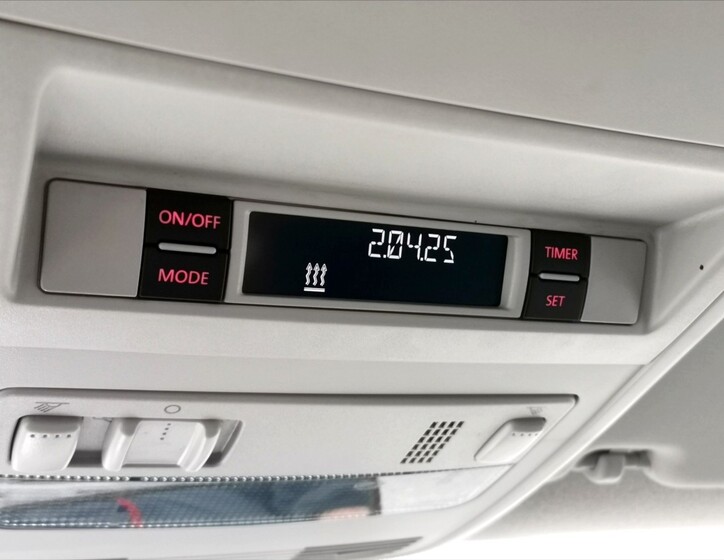 ON/OFF
MODE
2.04.25
TIMER
SET